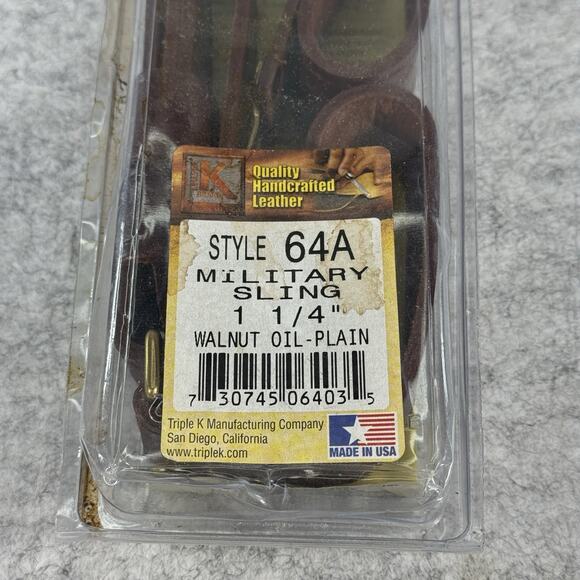 K
Quality
Handcrafted
Leather
STYLE 64A
MILITARY
SLING
1 1/4"
WALNUT OIL-PLAIN
7 30745 06403 5
Triple K Manufacturing Company
San Diego, California
www.triplek.com
MADE IN USA